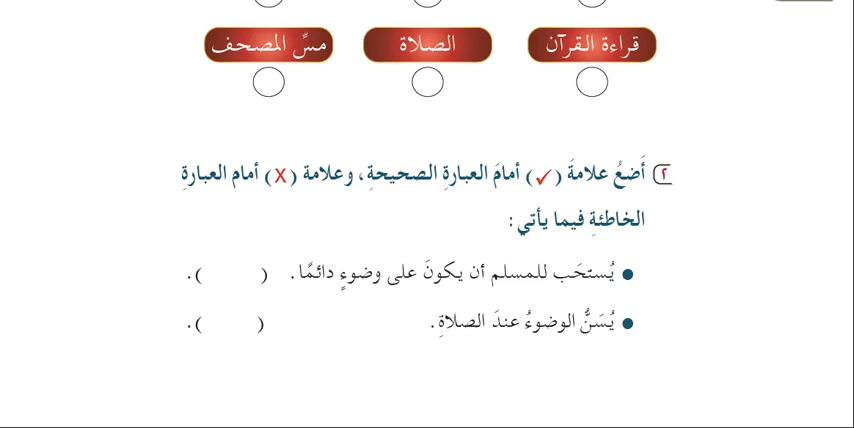 قراءة القرآن
الصلاة
مسِّ المصحف
٢ أَضعُ علامةَ (✓) أمامَ العبارةِ الصحيحةِ، وعلامة (X) أمام العبارةِ
الخاطئةِ فيما يأتي:
● يُستحَب للمسلم أن يكونَ على وضوءٍ دائمًا. ( ).
● يُسَنُّ الوضوءُ عندَ الصلاةِ. ( ).